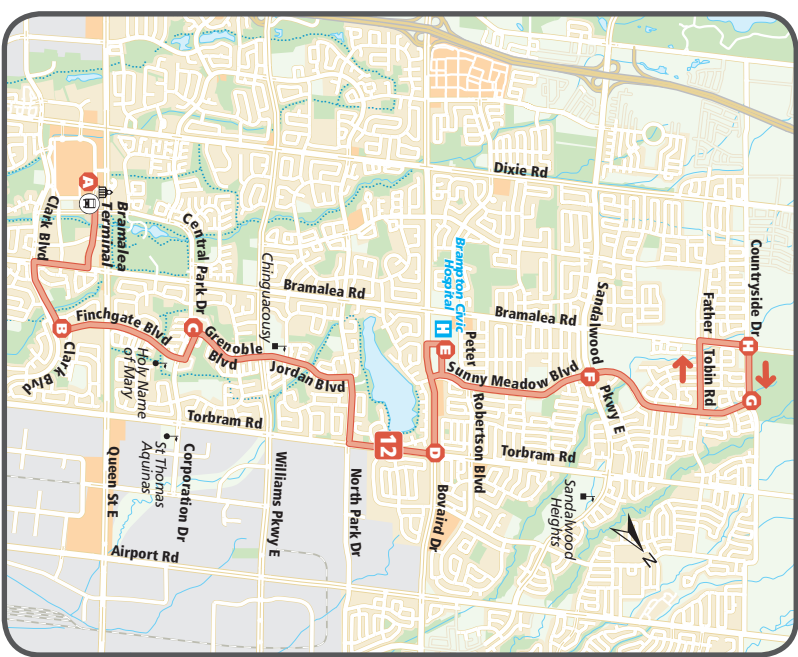 Dixie Rd
A
Bramalea
Terminal
Clark Blvd
Central Park Dr
Chinguacousy
Brampton Civic
Hospital
H
Countryside Dr
Bramalea Rd
Bramalea Rd
Sandalwood
Pkwy E
Father
Tobin Rd
H
G
B
Finchgate Blvd
C
Grenoble
Blvd
Jordan Blvd
E
Peter
Robertson Blvd
Sunny Meadow Blvd
F
Clark Blvd
Holy Name
of Mary
Torbram Rd
12
D
Torbram Rd
Queen St E
St Thomas
Aquinas
Corporation Dr
Williams Pkwy E
North Park Dr
Bovaird Dr
Sandalwood
Heights
N
Airport Rd